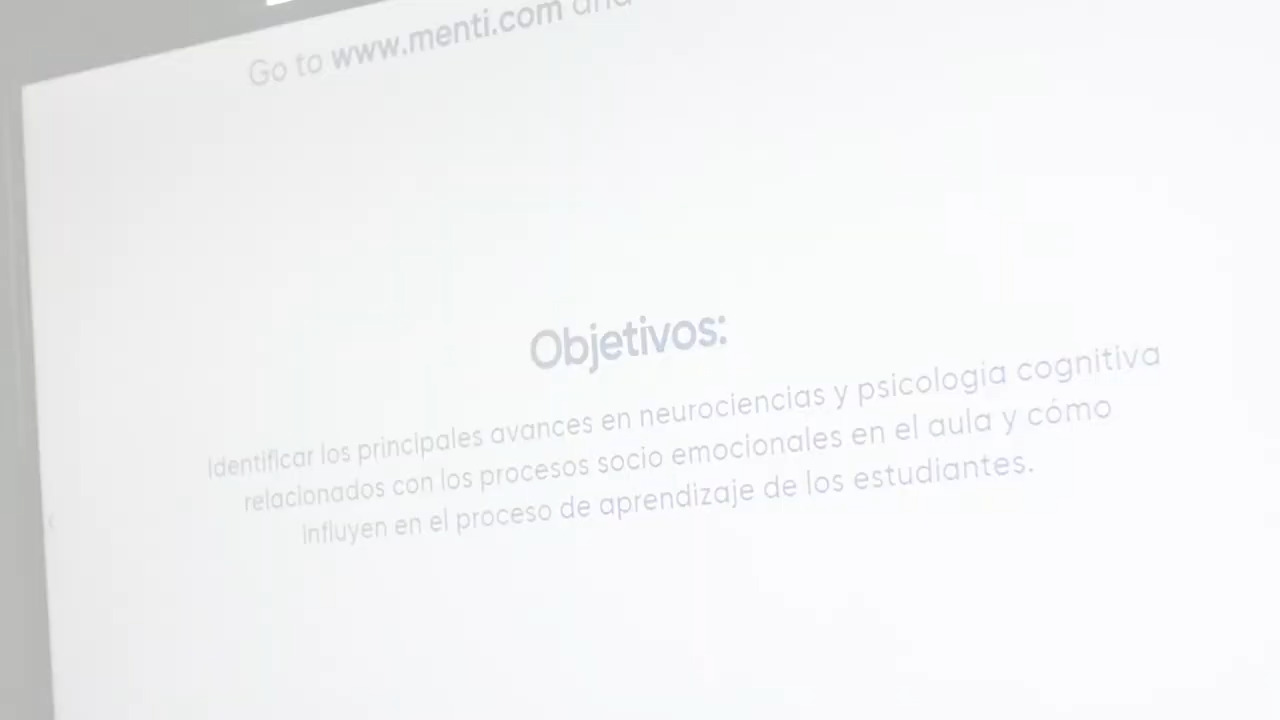 Go to www.menti.com and
Objetivos:
Identificar los principales avances en neurociencias y psicología cognitiva
relacionados con los procesos socio emocionales en el aula y cómo
influyen en el proceso de aprendizaje de los estudiantes.